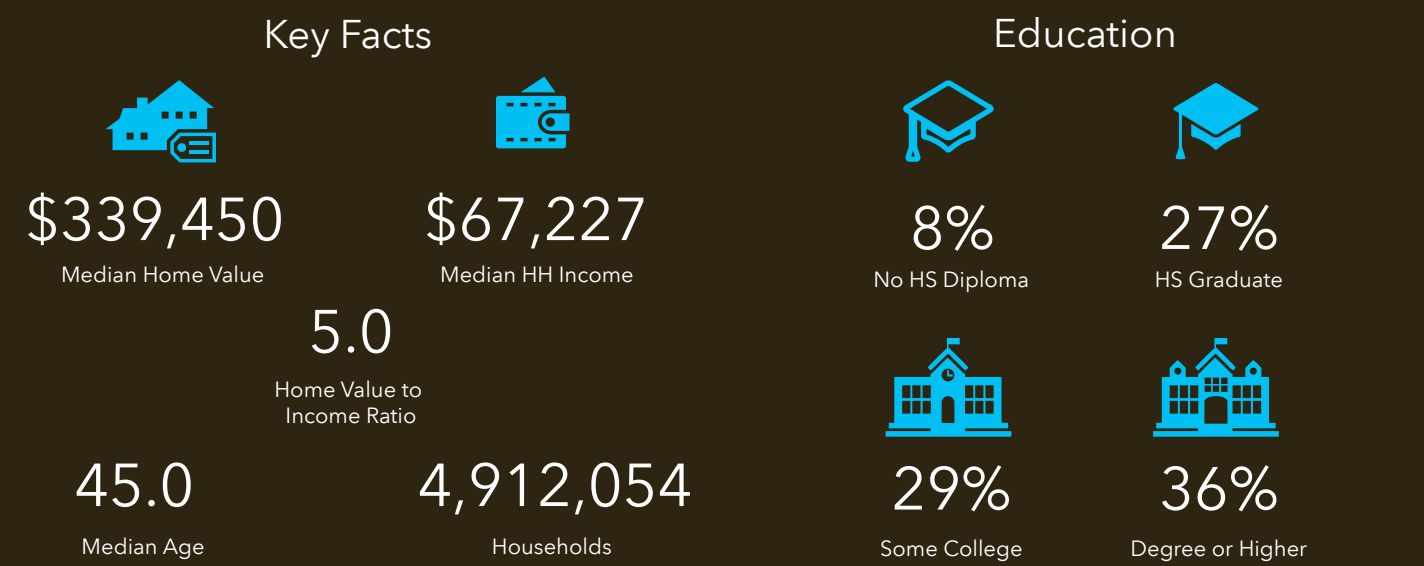 Key Facts
$339,450
Median Home Value
$67,227
Median HH Income
5.0
Home Value to
Income Ratio
45.0
Median Age
4,912,054
Households
Education
8%
No HS Diploma
27%
HS Graduate
29%
Some College
36%
Degree or Higher